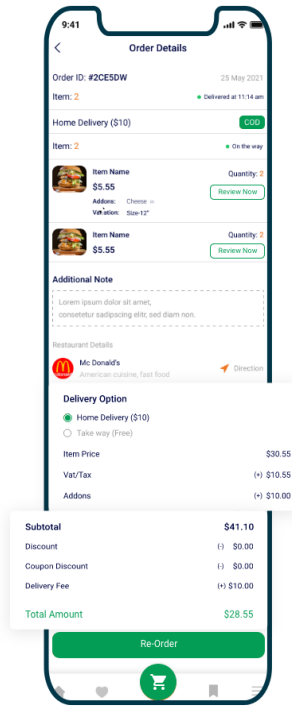 9:41
Order Details
Order ID: #2CE5DW 25 May 2021
Item: 2 Delivered at 11:14 am
Home Delivery ($10) COD
Item: 2 On the way
Item Name Quantity: 2
$5.55 Review Now
Addons: Cheese
Variation: Size-12"
Item Name Quantity: 2
$5.55 Review Now
Additional Note
Lorem ipsum dolor sit amet,
consetetur sadipscing elitr, sed diam non.
Restaurant Details
Mc Donald's
American cuisine, fast food Direction
Delivery Option
Home Delivery ($10)
Take way (Free)
Item Price $30.55
Vat/Tax (+) $10.55
Addons (+) $10.00
Subtotal $41.10
Discount (-) $0.00
Coupon Discount (-) $0.00
Delivery Fee (+) $10.00
Total Amount $28.55
Re-Order